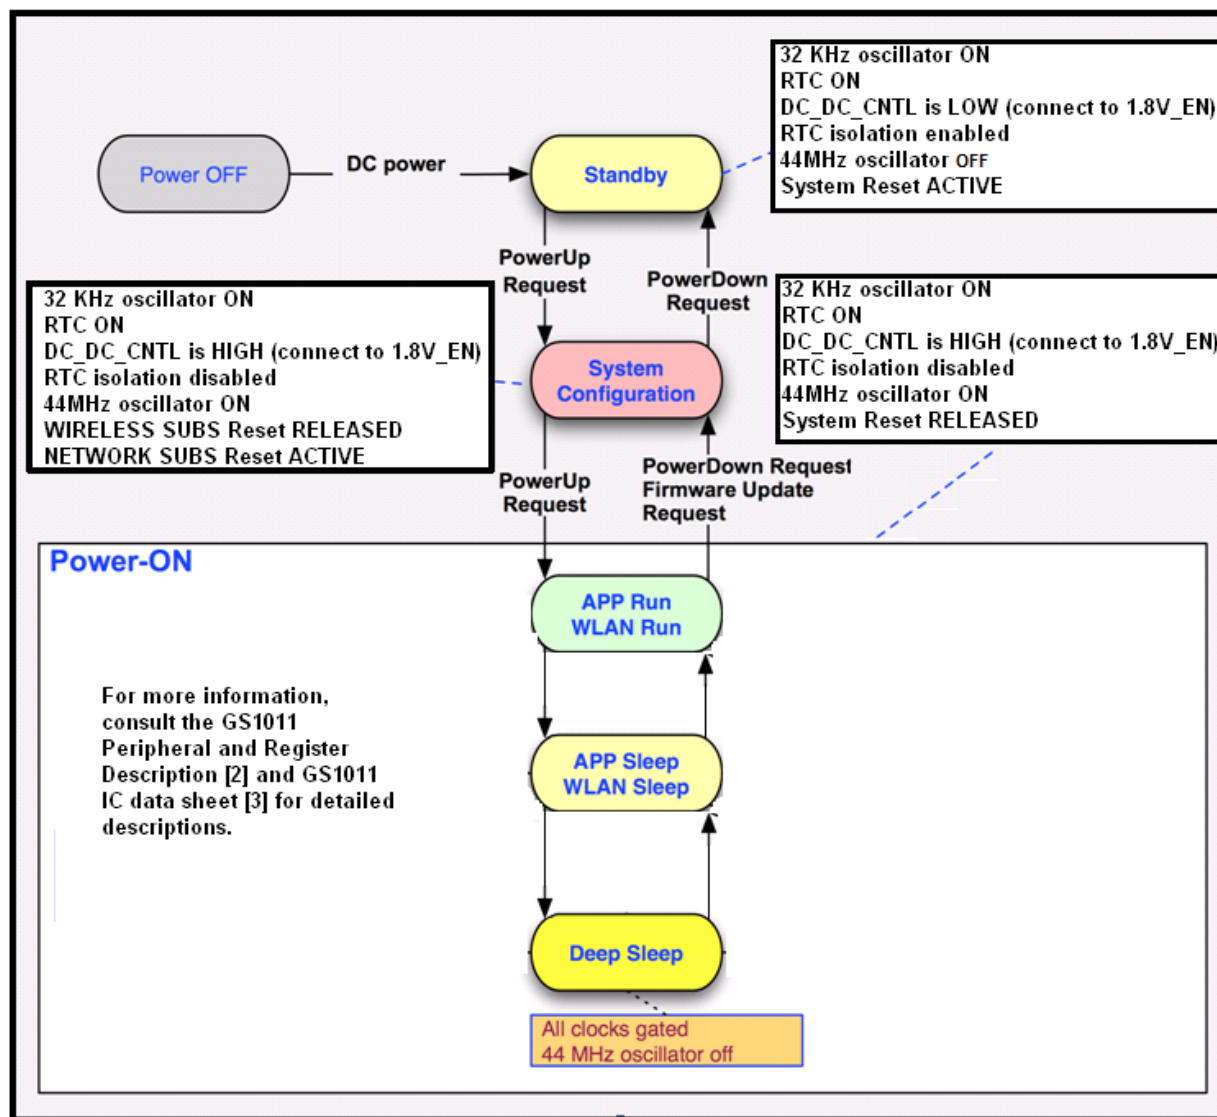 32 KHz oscillator ON
RTC ON
DC_DC_CNTL is LOW (connect to 1.8V_EN)
RTC isolation enabled
44MHz oscillator OFF
System Reset ACTIVE
Power OFF
DC power
Standby
PowerUp
Request
PowerDown
Request
32 KHz oscillator ON
RTC ON
DC_DC_CNTL is HIGH (connect to 1.8V_EN)
RTC isolation disabled
44MHz oscillator ON
WIRELESS SUBS Reset RELEASED
NETWORK SUBS Reset ACTIVE
System
Configuration
32 KHz oscillator ON
RTC ON
DC_DC_CNTL is HIGH (connect to 1.8V_EN)
RTC isolation disabled
44MHz oscillator ON
System Reset RELEASED
PowerUp
Request
PowerDown Request
Firmware Update
Request
Power-ON
APP Run
WLAN Run
For more information,
consult the GS1011
Peripheral and Register
Description [2] and GS1011
IC data sheet [3] for detailed
descriptions.
APP Sleep
WLAN Sleep
Deep Sleep
All clocks gated
44 MHz oscillator off